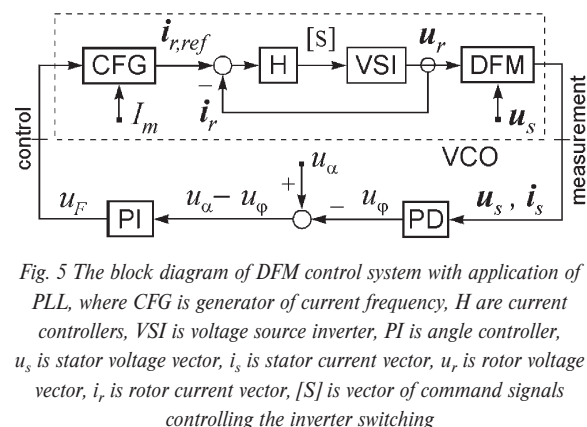 i_r,ref [S] u_r
CFG H VSI DFM
−
I_m i_r u_s
control
VCO
measurement
u_α
+
u_F u_α − u_φ − u_φ u_s , i_s
PI PD
Fig. 5 The block diagram of DFM control system with application of
PLL, where CFG is generator of current frequency, H are current
controllers, VSI is voltage source inverter, PI is angle controller,
u_s is stator voltage vector, i_s is stator current vector, u_r is rotor voltage
vector, i_r is rotor current vector, [S] is vector of command signals
controlling the inverter switching